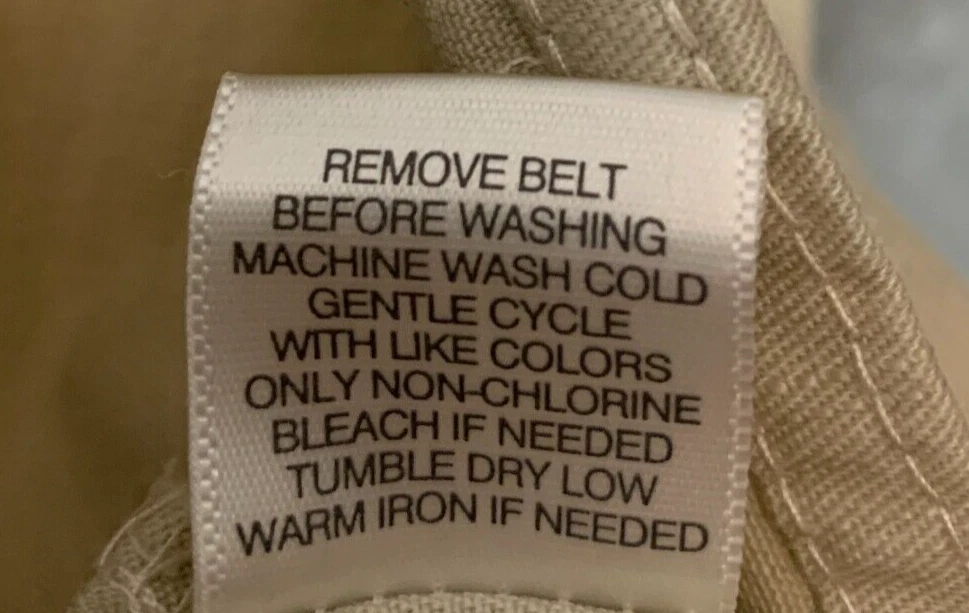 REMOVE BELT
BEFORE WASHING
MACHINE WASH COLD
GENTLE CYCLE
WITH LIKE COLORS
ONLY NON-CHLORINE
BLEACH IF NEEDED
TUMBLE DRY LOW
WARM IRON IF NEEDED